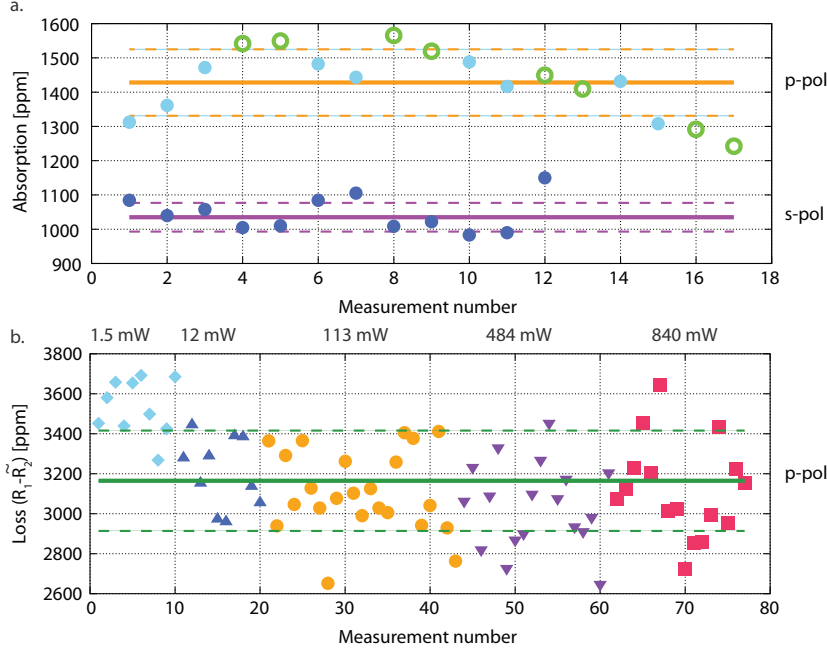 a.
1600
1500
1400
1300
1200
1100
1000
900
Absorption [ppm]
p-pol
s-pol
0 2 4 6 8 10 12 14 16 18
Measurement number
b.
1.5 mW 12 mW 113 mW 484 mW 840 mW
3800
3600
3400
3200
3000
2800
2600
Loss (R₁-R̃₂) [ppm]
p-pol
0 10 20 30 40 50 60 70 80
Measurement number